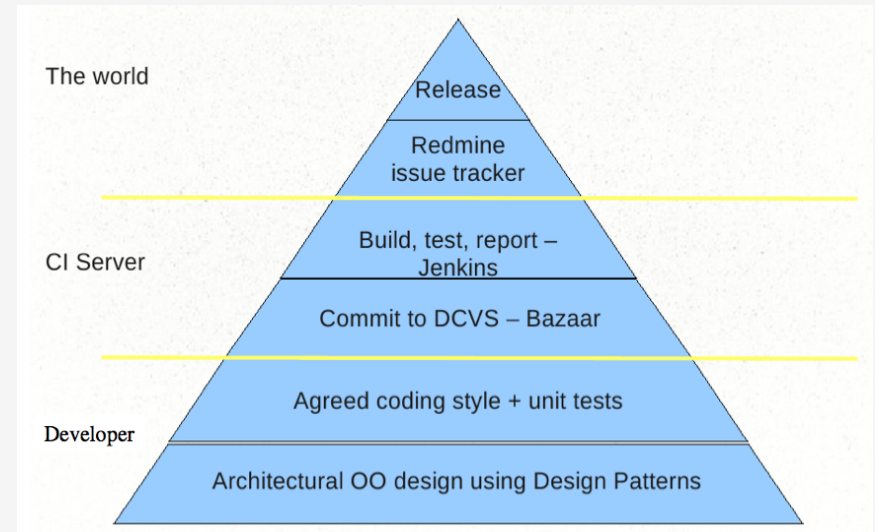 The world
Release
Redmine
issue tracker
CI Server
Build, test, report –
Jenkins
Commit to DCVS – Bazaar
Agreed coding style + unit tests
Developer
Architectural OO design using Design Patterns